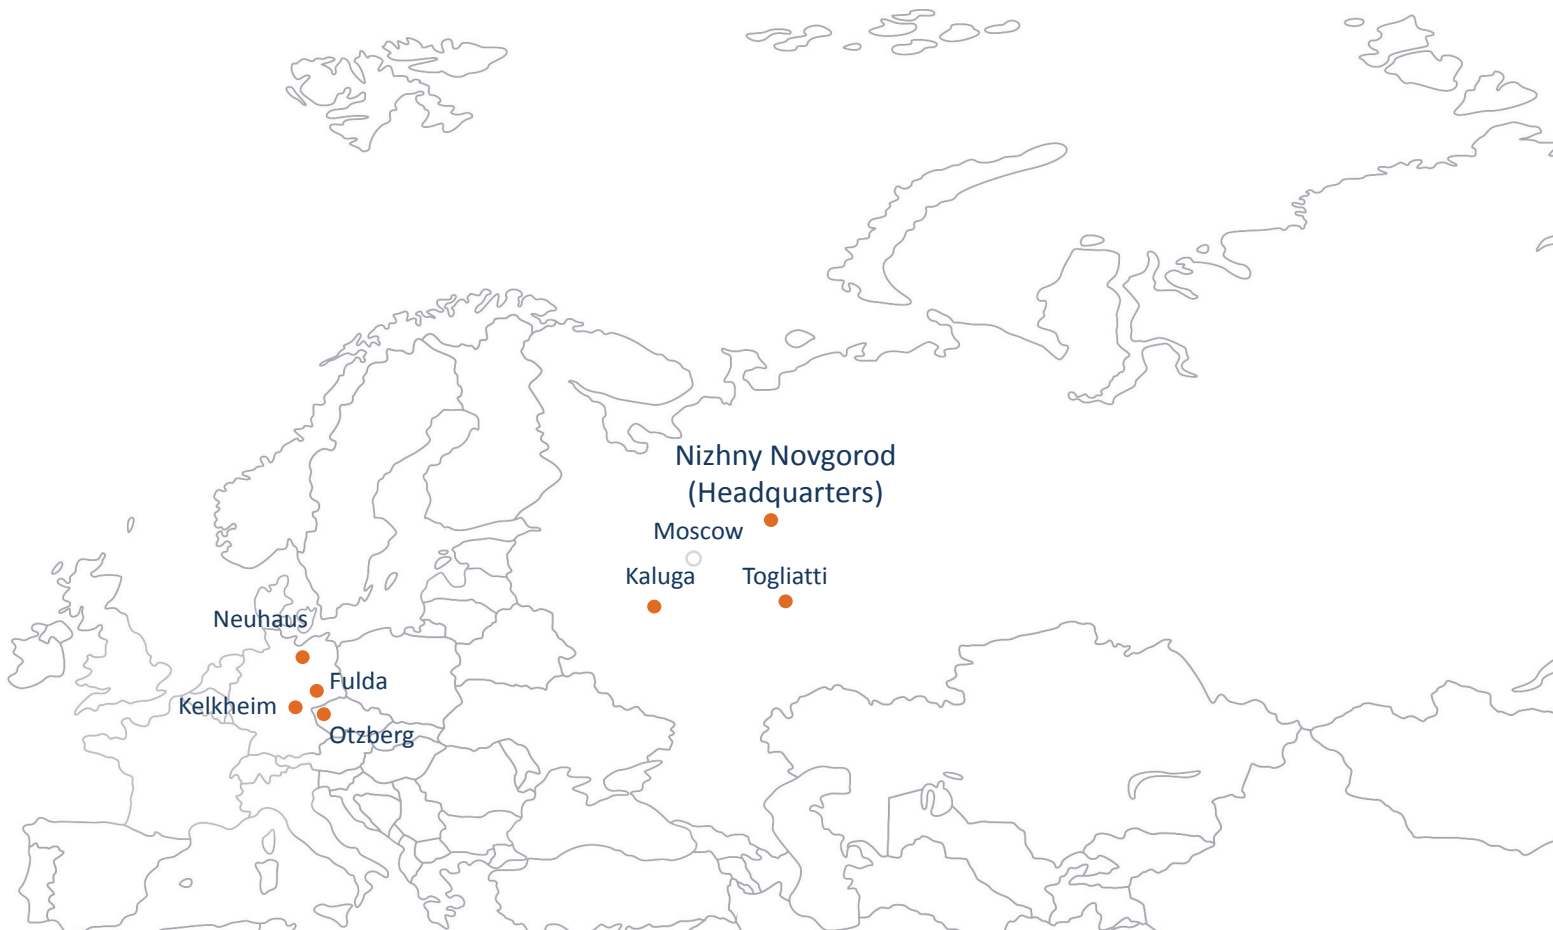 Nizhny Novgorod
(Headquarters)
Moscow
Kaluga
Togliatti
Neuhaus
Fulda
Kelkheim
Otzberg